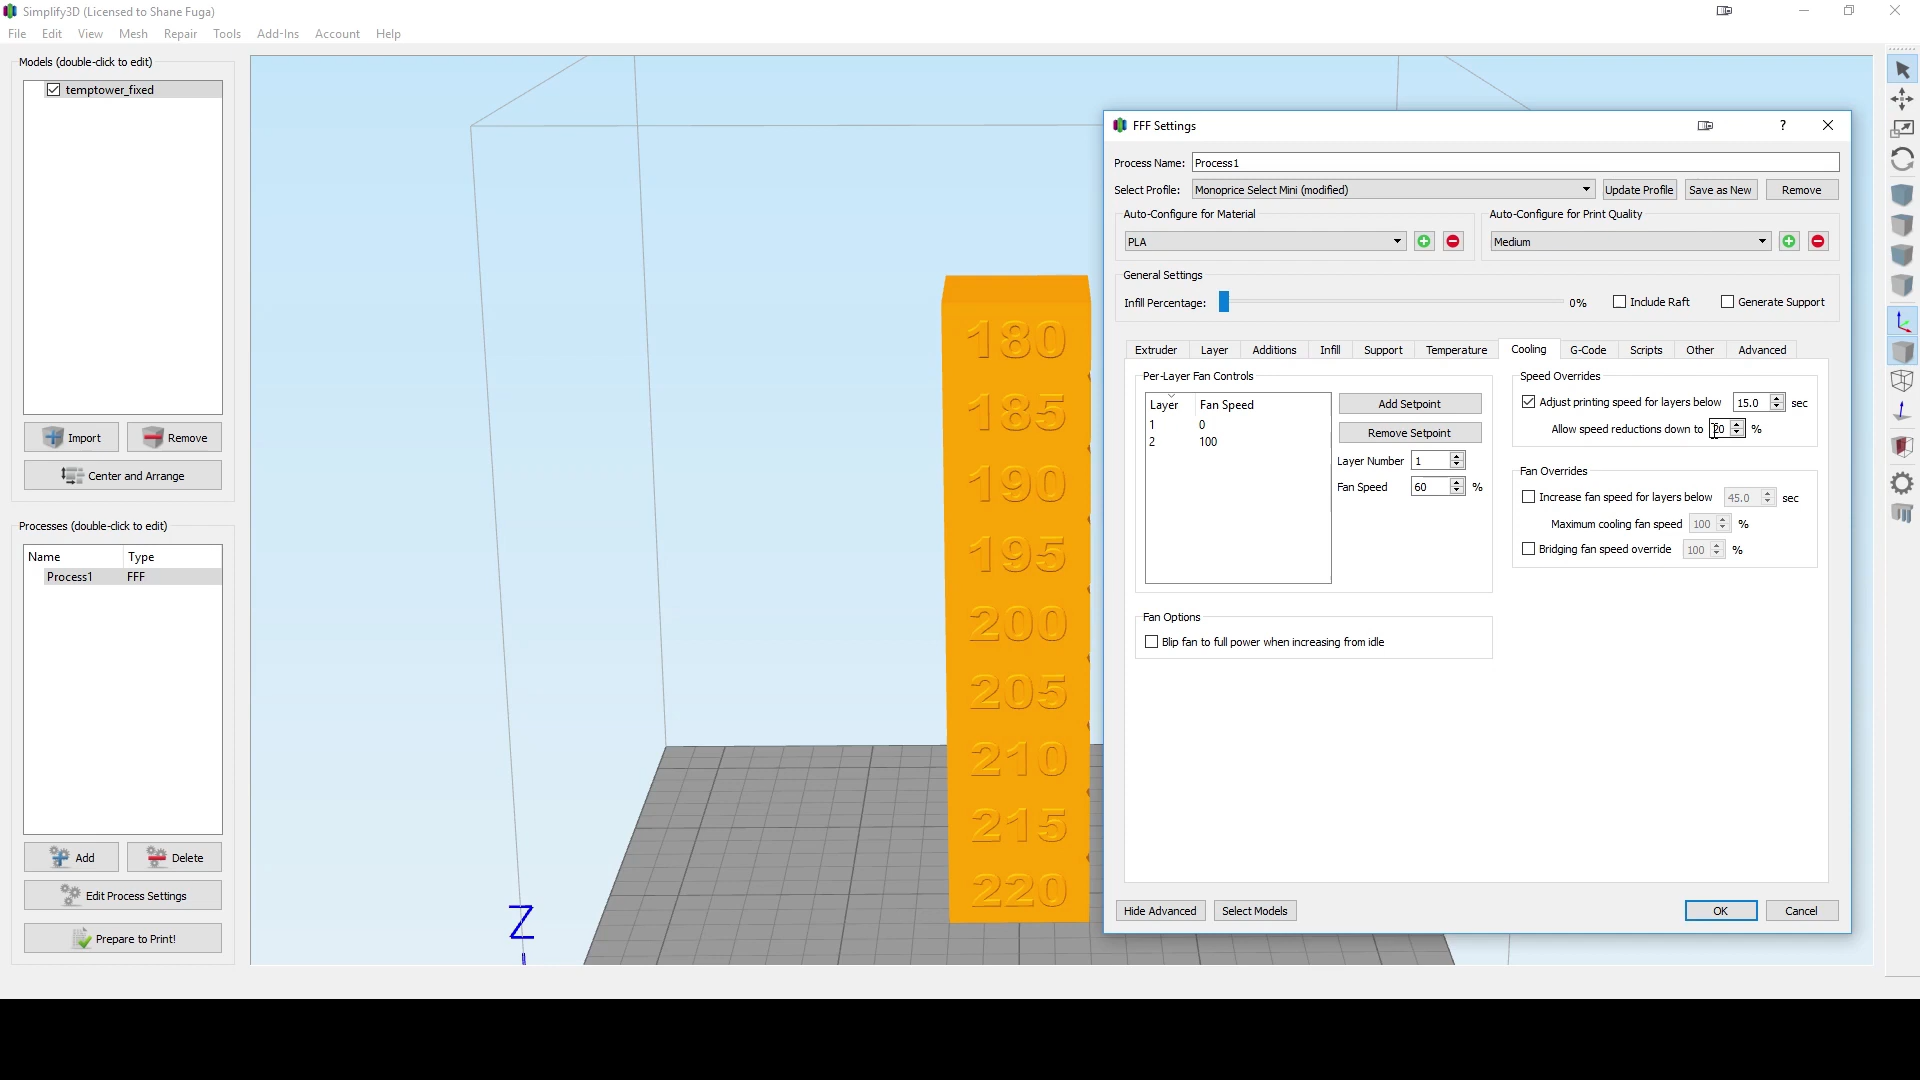 Simplify3D (Licensed to Shane Fuga)
File Edit View Mesh Repair Tools Add-Ins Account Help
Models (double-click to edit)
temptower_fixed
Import Remove
Center and Arrange
Processes (double-click to edit)
Name Type
Process1 FFF
Add Delete
Edit Process Settings
Prepare to Print!
180
185
190
195
200
205
210
215
220
Z
FFF Settings
?
Process Name: Process1
Select Profile: Monoprice Select Mini (modified) Update Profile Save as New Remove
Auto-Configure for Material
PLA
Auto-Configure for Print Quality
Medium
General Settings
Infill Percentage: 0% Include Raft Generate Support
Extruder Layer Additions Infill Support Temperature Cooling G-Code Scripts Other Advanced
Per-Layer Fan Controls
Layer Fan Speed
1 0
2 100
Add Setpoint
Remove Setpoint
Layer Number 1
Fan Speed 60 %
Fan Options
Blip fan to full power when increasing from idle
Speed Overrides
Adjust printing speed for layers below 15.0 sec
Allow speed reductions down to 20 %
Fan Overrides
Increase fan speed for layers below 45.0 sec
Maximum cooling fan speed 100 %
Bridging fan speed override 100 %
Hide Advanced Select Models OK Cancel